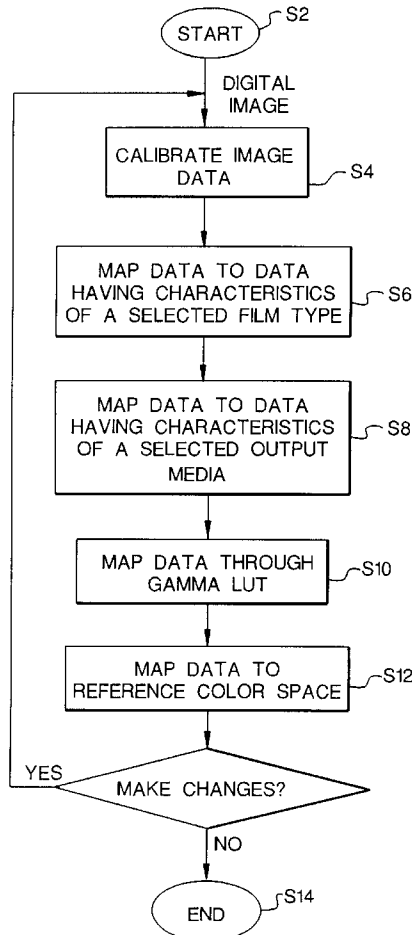 START
S2
DIGITAL
IMAGE
CALIBRATE IMAGE
DATA
S4
MAP DATA TO DATA
HAVING CHARACTERISTICS
OF A SELECTED FILM TYPE
S6
MAP DATA TO DATA
HAVING CHARACTERISTICS
OF A SELECTED OUTPUT
MEDIA
S8
MAP DATA THROUGH
GAMMA LUT
S10
MAP DATA TO
REFERENCE COLOR SPACE
S12
YES
MAKE CHANGES?
NO
END
S14